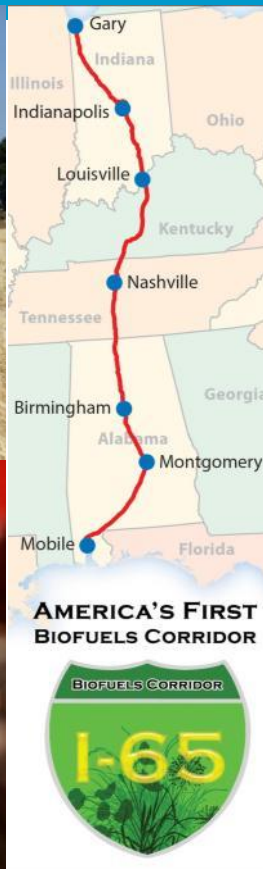 Gary
Indiana
Illinois
Indianapolis
Ohio
Louisville
Kentucky
Nashville
Tennessee
Georgia
Birmingham
Alabama
Montgomery
Mobile
Florida
AMERICA'S FIRST
BIOFUELS CORRIDOR
BIOFUELS CORRIDOR
I-65